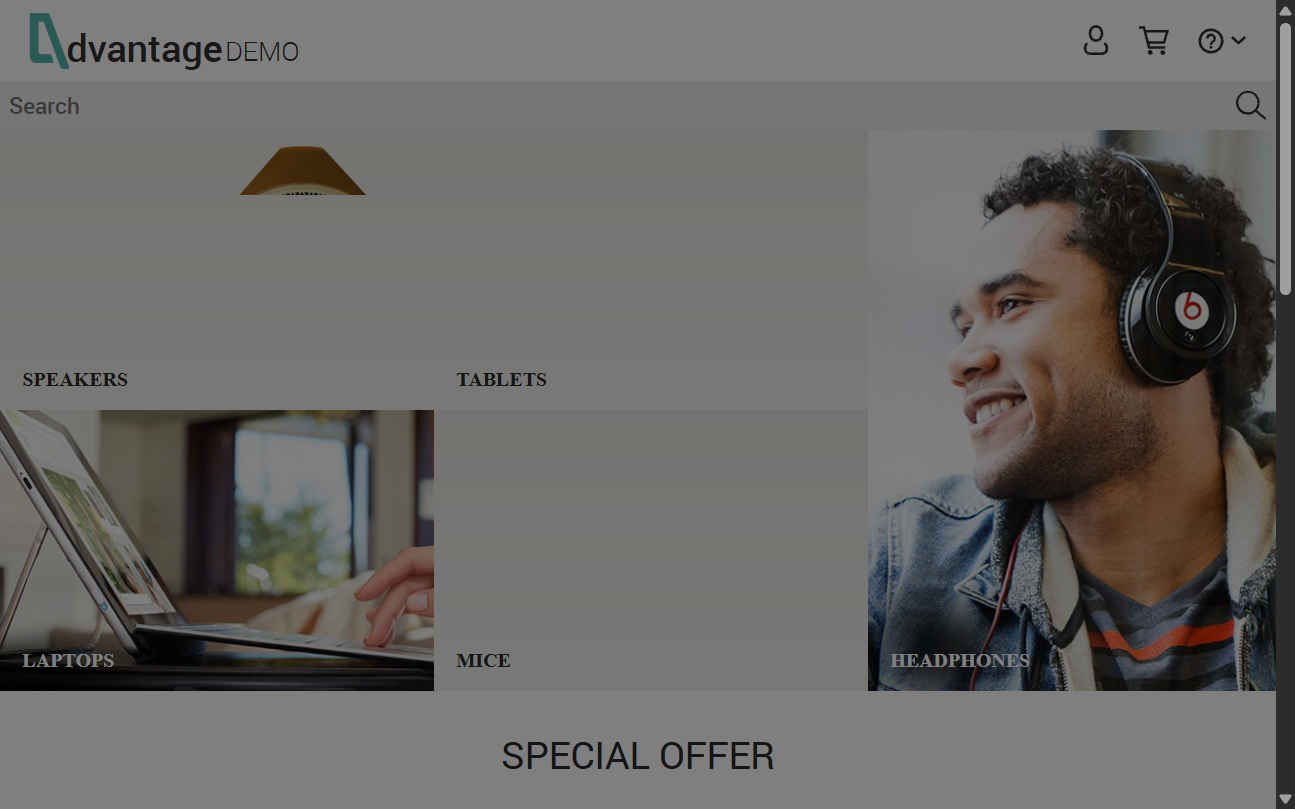 dvantage DEMO
Search
SPEAKERS
TABLETS
LAPTOPS
MICE
HEADPHONES
SPECIAL OFFER